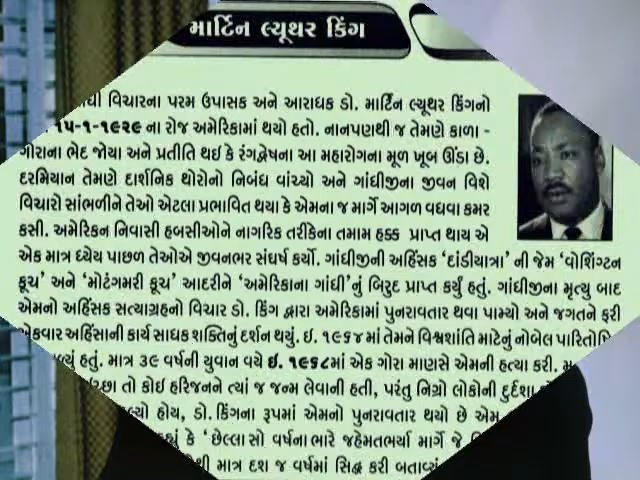 માર્ટિન લ્યૂથર કિંગ
વિચારના પરમ ઉપાસક અને આરાધક ડો. માર્ટિન લ્યૂથર કિંગનો
૧૫-૧-૧૯૨૯ ના રોજ અમેરિકામાં થયો હતો. નાનપણથી જ તેમણે કાળા -
ગોરાના ભેદ જોયા અને પ્રતીતિ થઇ કે રંગદ્વેષના આ મહારોગના મૂળ ખૂબ ઊંડા છે.
દરમિયાન તેમણે દાર્શનિક થોરોનો નિબંધ વાંચ્યો અને ગાંધીજીના જીવન વિશે
વિચારો સાંભળીને તેઓ એટલા પ્રભાવિત થયા કે એમના જ માર્ગે આગળ વધવા કમર
કસી. અમેરિકન નિવાસી હબસીઓને નાગરિક તરીકેના તમામ હક્ક પ્રાપ્ત થાય એ
એક માત્ર ધ્યેય પાછળ તેઓએ જીવનભર સંઘર્ષ કર્યો. ગાંધીજીની અહિંસક 'દાંડીયાત્રા' ની જેમ 'વોશિંગ્ટન
કૂચ' અને 'મોટંગમરી કૂચ' આદરીને 'અમેરિકાના ગાંધી'નું બિરુદ પ્રાપ્ત કર્યું હતું. ગાંધીજીના મૃત્યુ બાદ
એમનો અહિંસક સત્યાગ્રહનો વિચાર ડો. કિંગ દ્વારા અમેરિકામાં પુનરાવતાર થવા પામ્યો અને જગતને ફરી
એકવાર અહિંસાની કાર્ય સાધક શક્તિનું દર્શન થયું. ઇ. ૧૯૬૪ માં તેમને વિશ્વશાંતિ માટેનું નોબેલ
હતું. માત્ર ૩૯ વર્ષની યુવાન વયે ઇ. ૧૯૬૮માં એક ગોરા માણસે એમની હત્યા કરી.
તો કોઇ હરિજનને ત્યાં જ જન્મ લેવાની હતી, પરંતુ નિગ્રો લોકોની દુર્દશા
હોય, ડો. કિંગના રૂપમાં એમનો પુનરાવતાર થયો છે એમ
કે 'છેલ્લા સો વર્ષના ભારે જહેમતભર્યા માર્ગે જે
માત્ર દશ જ વર્ષમાં સિદ્ધ કરી